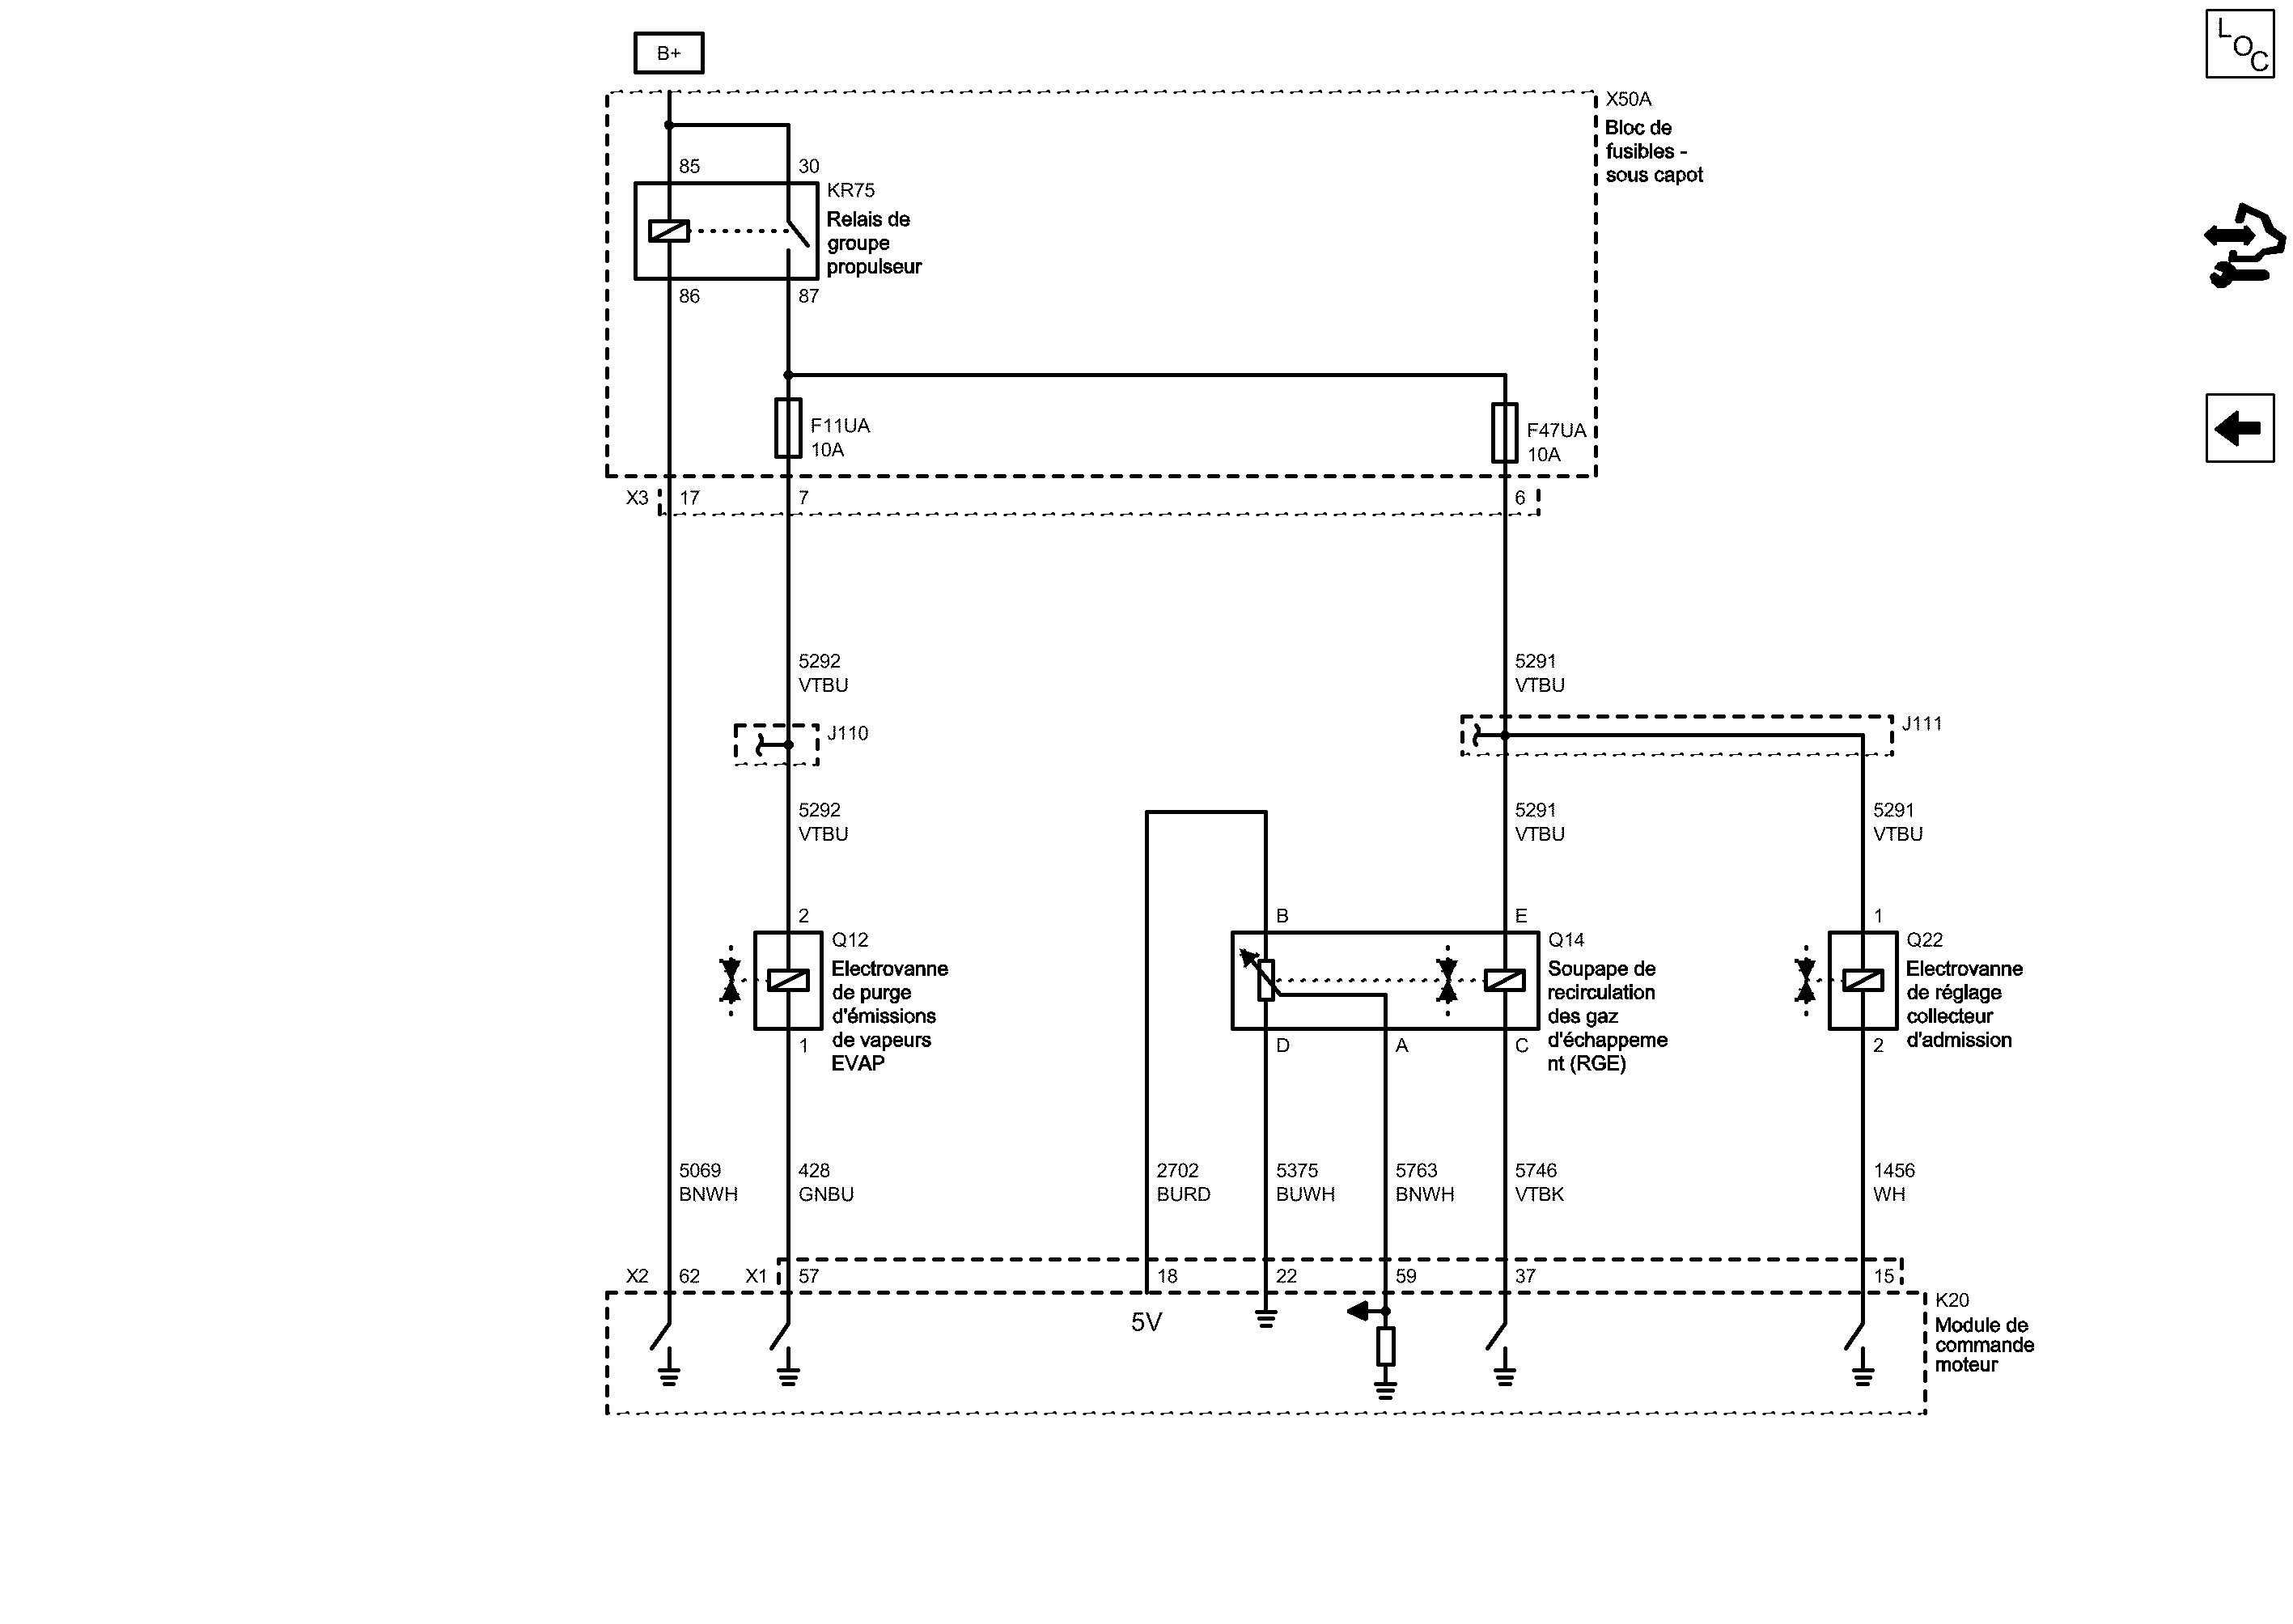 B+
L
O
C
X50A
Bloc de
fusibles -
sous capot
85
30
KR75
Relais de
groupe
propulseur
86
87
F11UA
10A
F47UA
10A
X3
17
7
6
5292
VTBU
5291
VTBU
J110
J111
5292
VTBU
5291
VTBU
5291
VTBU
2
B
E
1
Q12
Electrovanne
de purge
d'émissions
de vapeurs
EVAP
Q14
Soupape de
recirculation
des gaz
d'échappeme
nt (RGE)
Q22
Electrovanne
de réglage
collecteur
d'admission
1
D
A
C
2
5069
BNWH
428
GNBU
2702
BURD
5375
BUWH
5763
BNWH
5746
VTBK
1456
WH
X2
62
X1
57
18
22
59
37
15
5V
K20
Module de
commande
moteur